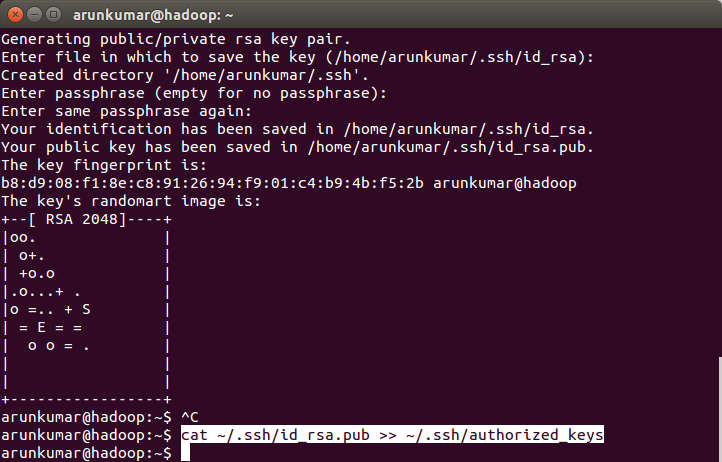 arunkumar@hadoop: ~
Generating public/private rsa key pair.
Enter file in which to save the key (/home/arunkumar/.ssh/id_rsa):
Created directory '/home/arunkumar/.ssh'.
Enter passphrase (empty for no passphrase):
Enter same passphrase again:
Your identification has been saved in /home/arunkumar/.ssh/id_rsa.
Your public key has been saved in /home/arunkumar/.ssh/id_rsa.pub.
The key fingerprint is:
b8:d9:08:f1:8e:c8:91:26:94:f9:01:c4:b9:4b:f5:2b arunkumar@hadoop
The key's randomart image is:
+--[ RSA 2048]----+
|oo.              |
| o+.             |
| +o.o            |
|.o...+ .         |
|o =.. + S        |
| = E = =         |
|  o o = .        |
|                 |
|                 |
+-----------------+
arunkumar@hadoop:~$ ^C
arunkumar@hadoop:~$ cat ~/.ssh/id_rsa.pub >> ~/.ssh/authorized_keys
arunkumar@hadoop:~$